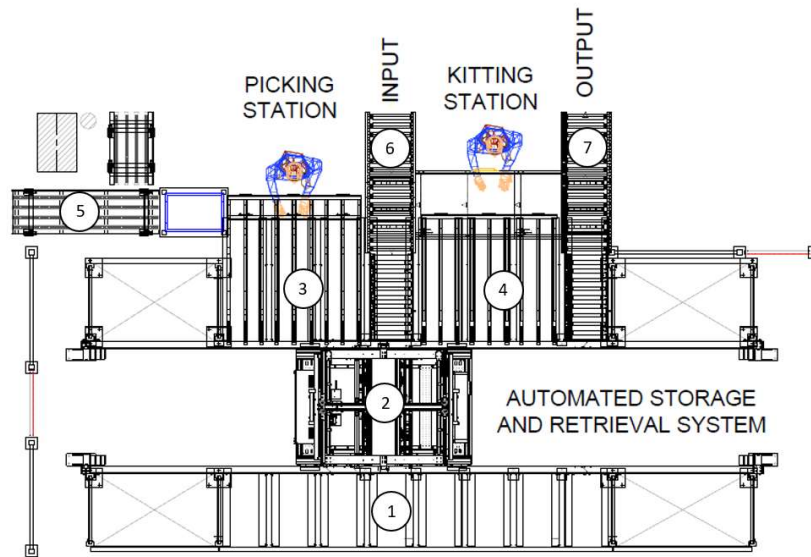 PICKING
STATION
INPUT
KITTING
STATION
OUTPUT
6
7
5
3
4
2
AUTOMATED STORAGE
AND RETRIEVAL SYSTEM
1